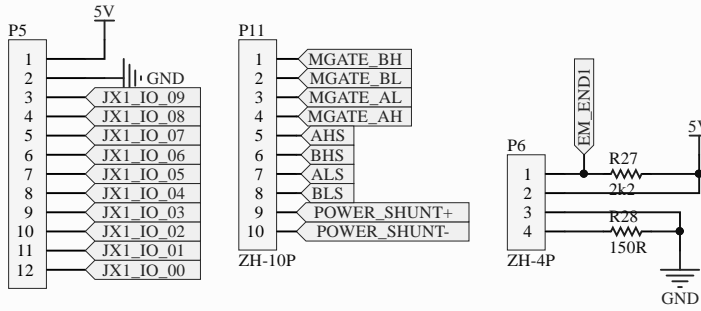 P5
5V
1
2
GND
3
JX1_IO_09
4
JX1_IO_08
5
JX1_IO_07
6
JX1_IO_06
7
JX1_IO_05
8
JX1_IO_04
9
JX1_IO_03
10
JX1_IO_02
11
JX1_IO_01
12
JX1_IO_00
P11
1
MGATE_BH
2
MGATE_BL
3
MGATE_AL
4
MGATE_AH
5
AHS
6
BHS
7
ALS
8
BLS
9
POWER_SHUNT+
10
POWER_SHUNT-
ZH-10P
EM_END1
P6
5V
1
R27
2k2
2
3
R28
4
150R
ZH-4P
GND